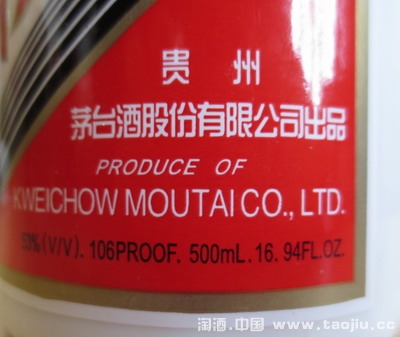 贵州
茅台酒股份有限公司出品
PRODUCE OF
KWEICHOW MOUTAI CO., LTD.
53% (V/V). 106PROOF. 500mL. 16. 94FL.OZ.
淘酒.中国 www.taojiu.cc